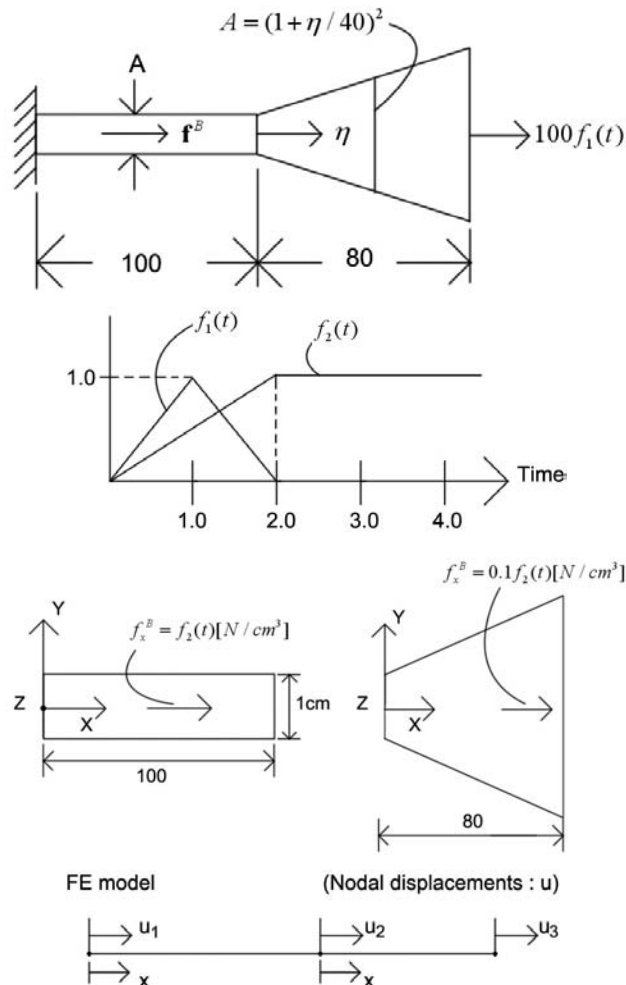 A = (1 + η / 40)²
A
f^B
η
100 f₁(t)
100
80
f₁(t)
f₂(t)
1.0
Time
1.0 2.0 3.0 4.0
f_x^B = 0.1 f₂(t)[N / cm³]
Y
f_x^B = f₂(t)[N / cm³]
Y
Z
X
1cm
Z
X
100
80
FE model
(Nodal displacements : u)
u₁
u₂
u₃
x
x